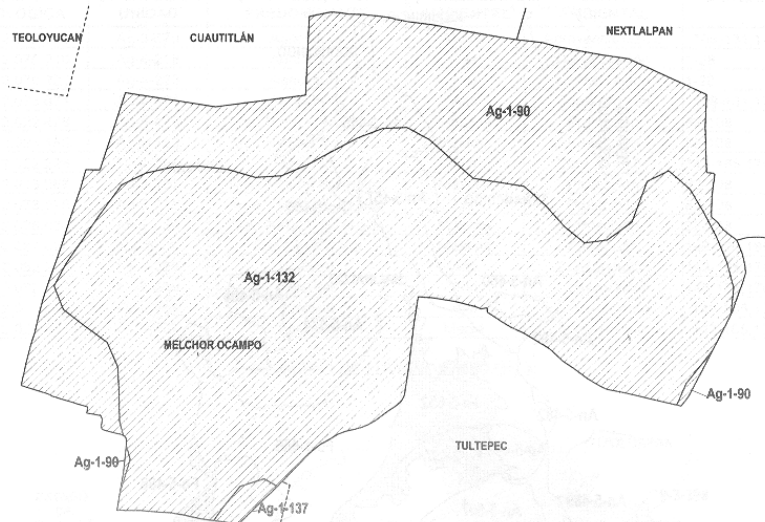 TEOLOYUCAN
CUAUTITLÁN
NEXTLALPAN
Ag-1-90
Ag-1-132
MELCHOR OCAMPO
Ag-1-90
TULTEPEC
Ag-1-90
Ag-1-137